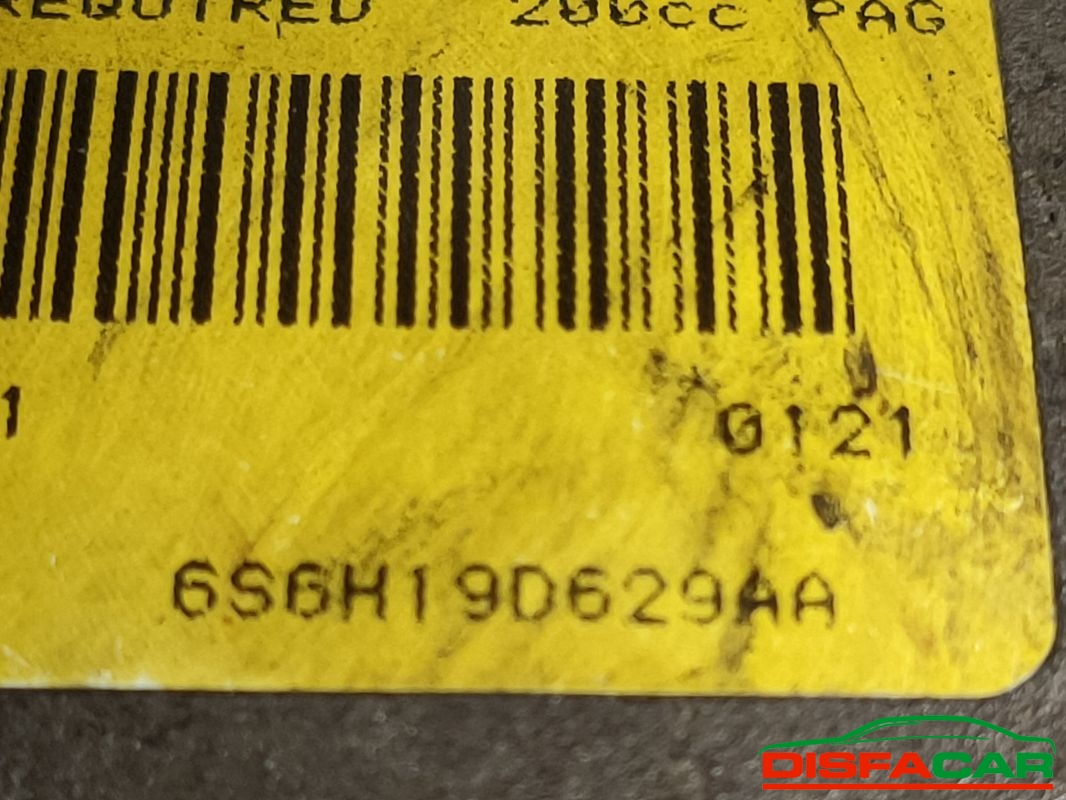 REQUIRED 200cc PAG
1 0121
6S6H19D629AA
DISFACAR